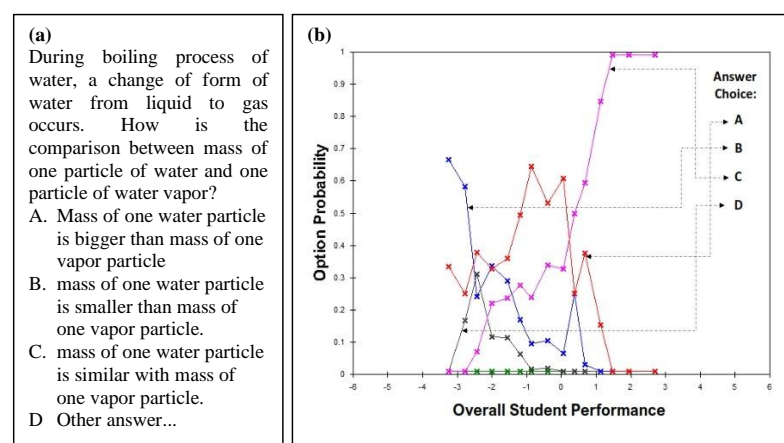 (a)
During boiling process of
water, a change of form of
water from liquid to gas
occurs. How is the
comparison between mass of
one particle of water and one
particle of water vapor?
A. Mass of one water particle
is bigger than mass of one
vapor particle
B. mass of one water particle
is smaller than mass of
one vapor particle.
C. mass of one water particle
is similar with mass of
one vapor particle.
D Other answer...
(b)
Option Probability
1
0.9
0.8
0.7
0.6
0.5
0.4
0.3
0.2
0.1
0
-6 -5 -4 -3 -2 -1 0 1 2 3 4 5 6
Overall Student Performance
Answer
Choice:
A
B
C
D